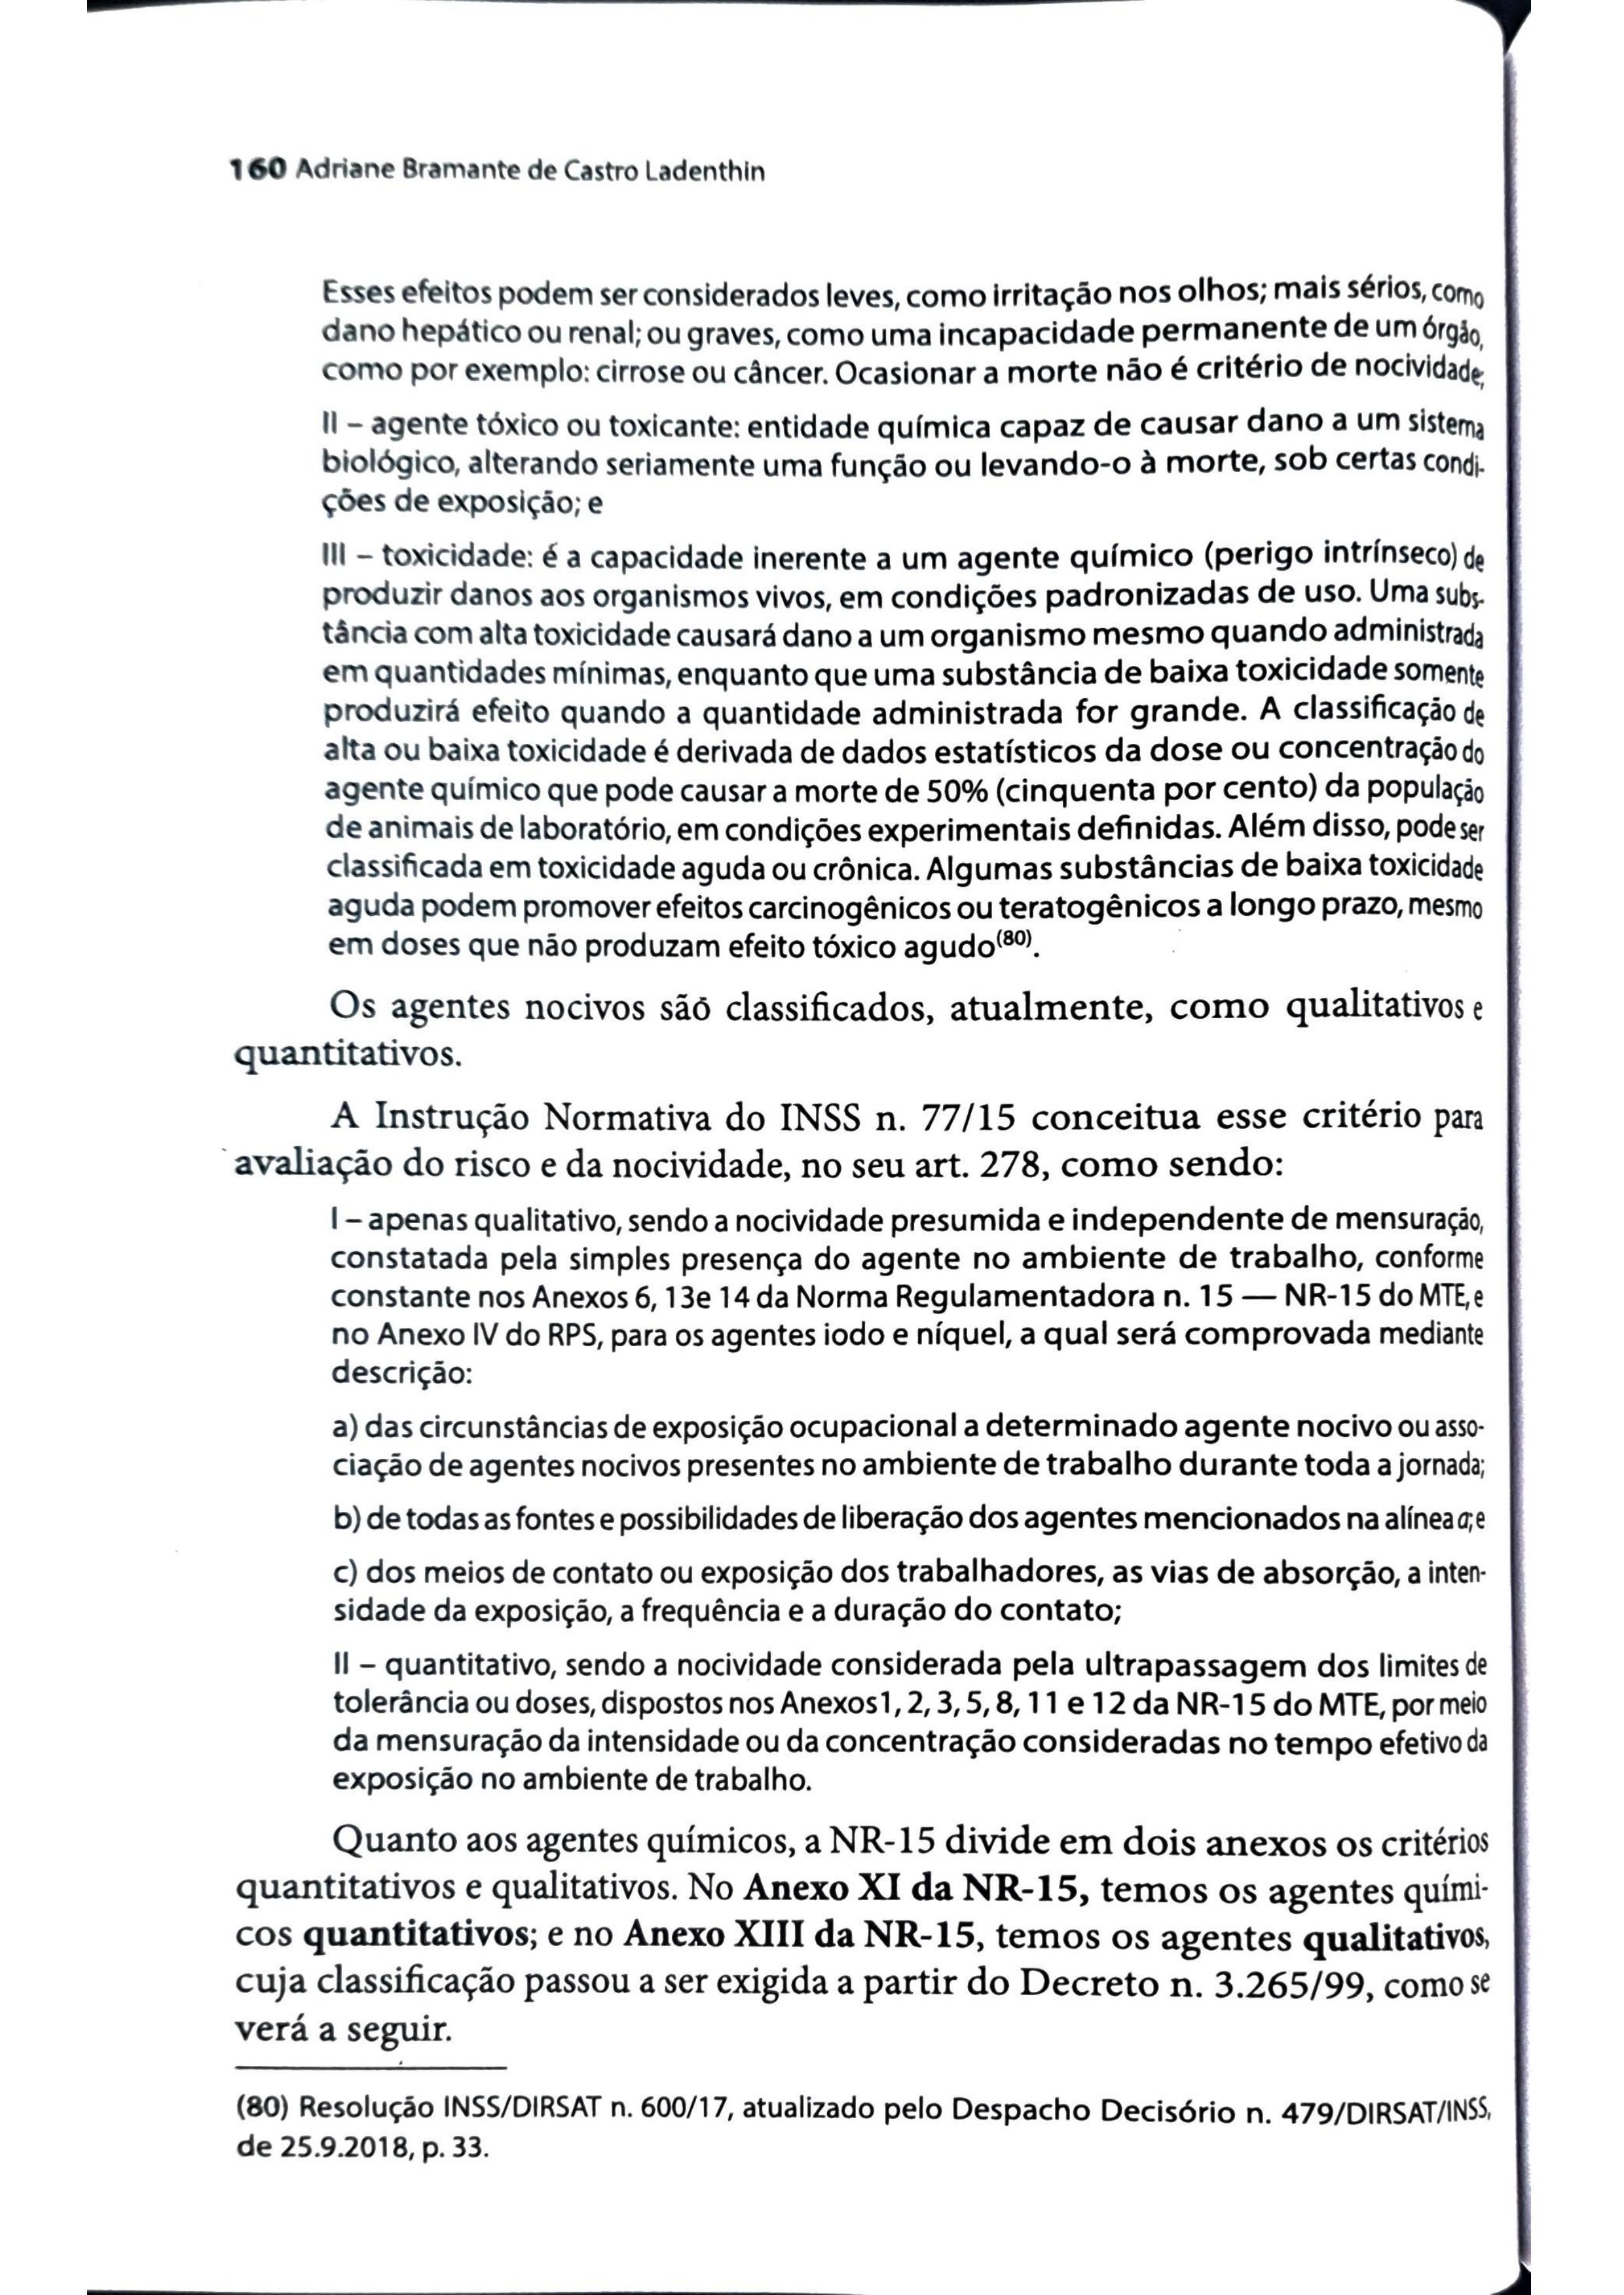 160 Adriane Bramante de Castro Ladenthin
Esses efeitos podem ser considerados leves, como irritação nos olhos; mais sérios, como
dano hepático ou renal; ou graves, como uma incapacidade permanente de um órgão,
como por exemplo: cirrose ou câncer. Ocasionar a morte não é critério de nocividade;
II – agente tóxico ou toxicante: entidade química capaz de causar dano a um sistema
biológico, alterando seriamente uma função ou levando-o à morte, sob certas condi-
ções de exposição; e
III – toxicidade: é a capacidade inerente a um agente químico (perigo intrínseco) de
produzir danos aos organismos vivos, em condições padronizadas de uso. Uma subs-
tância com alta toxicidade causará dano a um organismo mesmo quando administrada
em quantidades mínimas, enquanto que uma substância de baixa toxicidade somente
produzirá efeito quando a quantidade administrada for grande. A classificação de
alta ou baixa toxicidade é derivada de dados estatísticos da dose ou concentração do
agente químico que pode causar a morte de 50% (cinquenta por cento) da população
de animais de laboratório, em condições experimentais definidas. Além disso, pode ser
classificada em toxicidade aguda ou crônica. Algumas substâncias de baixa toxicidade
aguda podem promover efeitos carcinogênicos ou teratogênicos a longo prazo, mesmo
em doses que não produzam efeito tóxico agudo(80).
Os agentes nocivos são classificados, atualmente, como qualitativos e
quantitativos.
A Instrução Normativa do INSS n. 77/15 conceitua esse critério para
avaliação do risco e da nocividade, no seu art. 278, como sendo:
I – apenas qualitativo, sendo a nocividade presumida e independente de mensuração,
constatada pela simples presença do agente no ambiente de trabalho, conforme
constante nos Anexos 6, 13e 14 da Norma Regulamentadora n. 15 — NR-15 do MTE, e
no Anexo IV do RPS, para os agentes iodo e níquel, a qual será comprovada mediante
descrição:
a) das circunstâncias de exposição ocupacional a determinado agente nocivo ou asso-
ciação de agentes nocivos presentes no ambiente de trabalho durante toda a jornada;
b) de todas as fontes e possibilidades de liberação dos agentes mencionados na alínea a; e
c) dos meios de contato ou exposição dos trabalhadores, as vias de absorção, a inten-
sidade da exposição, a frequência e a duração do contato;
II – quantitativo, sendo a nocividade considerada pela ultrapassagem dos limites de
tolerância ou doses, dispostos nos Anexos1, 2, 3, 5, 8, 11 e 12 da NR-15 do MTE, por meio
da mensuração da intensidade ou da concentração consideradas no tempo efetivo da
exposição no ambiente de trabalho.
Quanto aos agentes químicos, a NR-15 divide em dois anexos os critérios
quantitativos e qualitativos. No Anexo XI da NR-15, temos os agentes quími-
cos quantitativos; e no Anexo XIII da NR-15, temos os agentes qualitativos,
cuja classificação passou a ser exigida a partir do Decreto n. 3.265/99, como se
verá a seguir.
(80) Resolução INSS/DIRSAT n. 600/17, atualizado pelo Despacho Decisório n. 479/DIRSAT/INSS,
de 25.9.2018, p. 33.